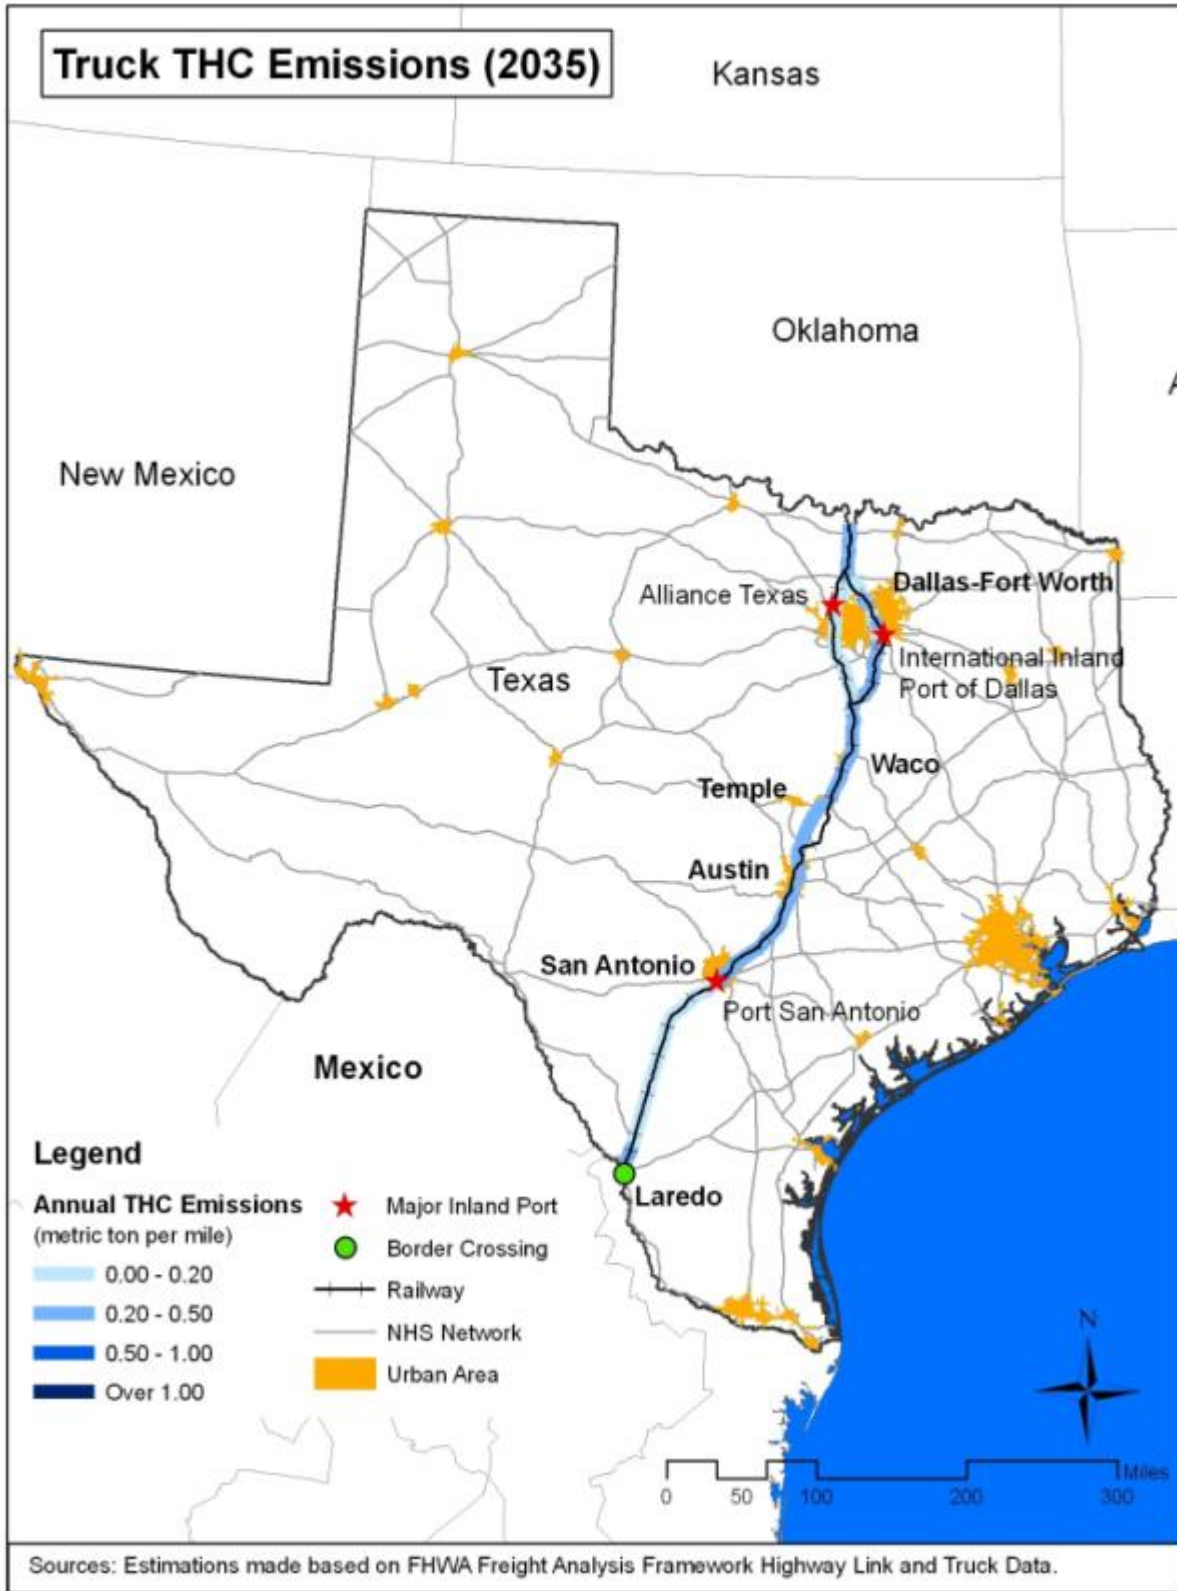 Truck THC Emissions (2035)
Kansas
Oklahoma
A
New Mexico
Dallas-Fort Worth
Alliance Texas
International Inland
Port of Dallas
Texas
Waco
Temple
Austin
San Antonio
Port San Antonio
Mexico
Laredo
Legend
Annual THC Emissions
(metric ton per mile)
0.00 - 0.20
0.20 - 0.50
0.50 - 1.00
Over 1.00
Major Inland Port
Border Crossing
Railway
NHS Network
Urban Area
N
Miles
0 50 100 200 300
Sources: Estimations made based on FHWA Freight Analysis Framework Highway Link and Truck Data.